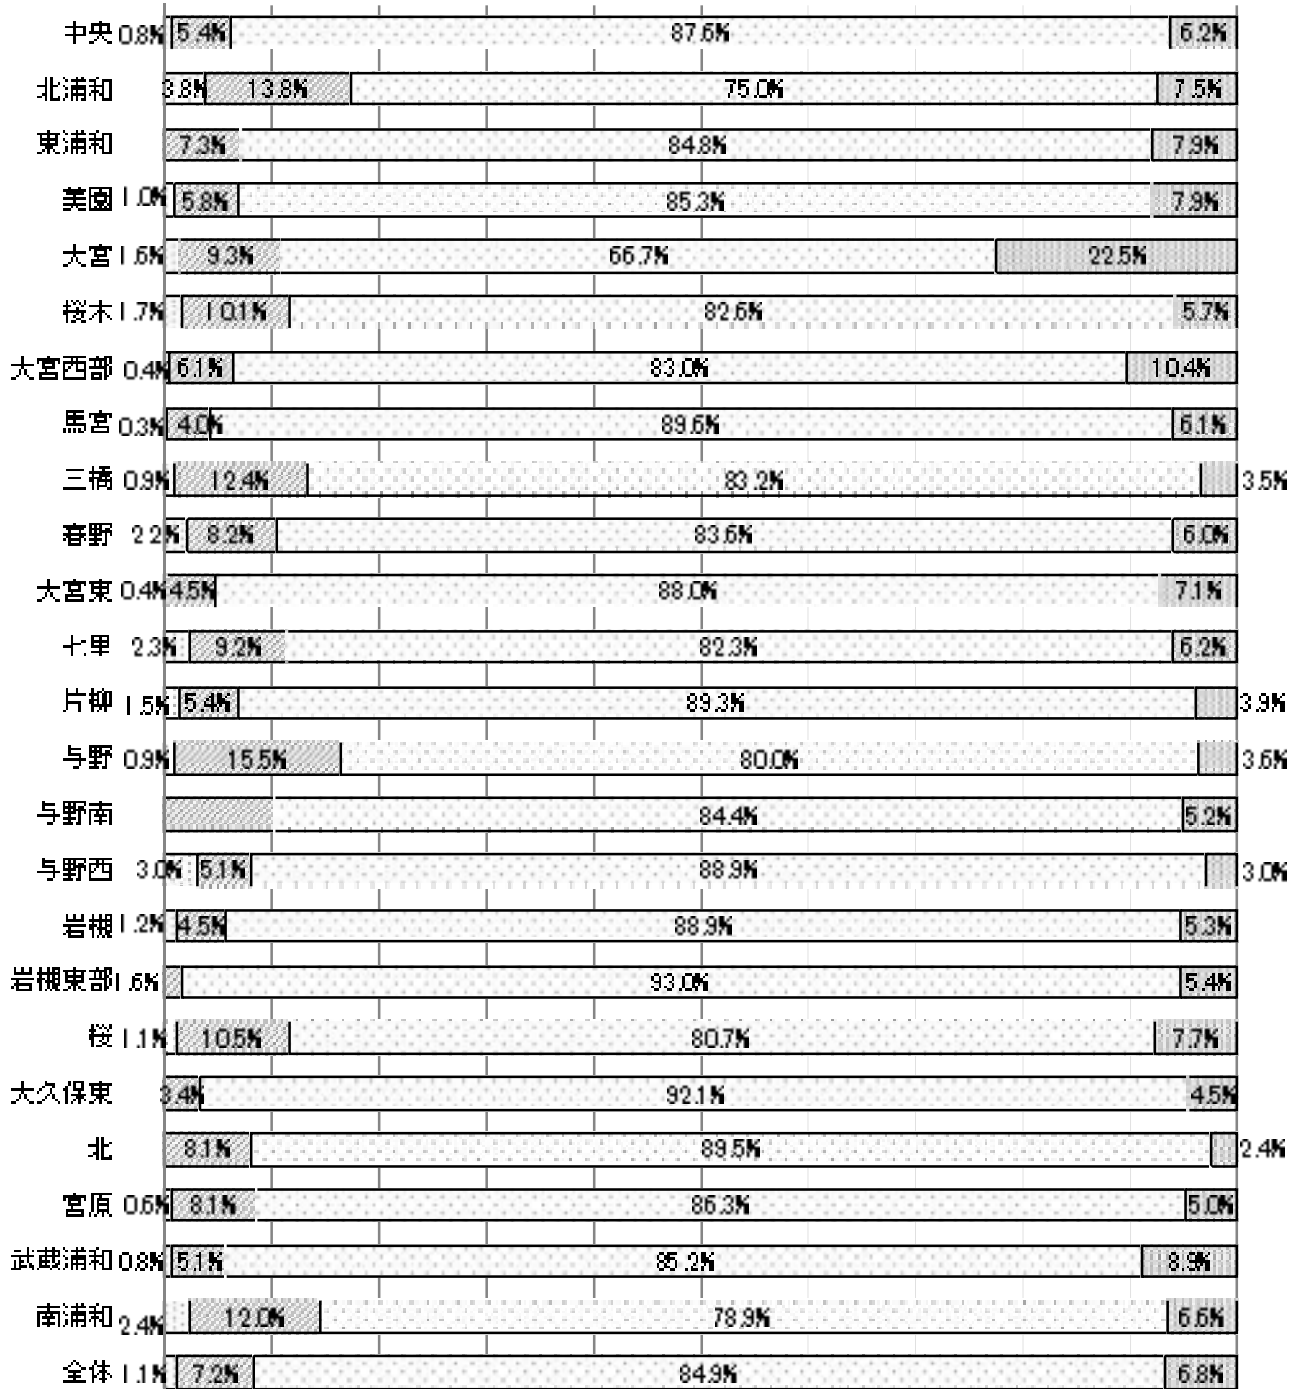 中央 0.8% 5.4% 87.6% 6.2%
北浦和 3.8% 13.8% 75.0% 7.5%
東浦和 7.3% 84.8% 7.9%
美園 1.0% 5.8% 85.3% 7.9%
大宮 1.6% 9.3% 66.7% 22.5%
桜木 1.7% 10.1% 82.6% 5.7%
大宮西部 0.4% 6.1% 83.0% 10.4%
馬宮 0.3% 4.0% 89.6% 6.1%
三橋 0.9% 12.4% 83.2% 3.5%
春野 2.2% 8.2% 83.6% 6.0%
大宮東 0.4% 4.5% 88.0% 7.1%
七里 2.3% 9.2% 82.3% 6.2%
片柳 1.5% 5.4% 89.3% 3.9%
与野 0.9% 15.5% 80.0% 3.6%
与野南 84.4% 5.2%
与野西 3.0% 5.1% 88.9% 3.0%
岩槻 1.2% 4.5% 88.9% 5.3%
岩槻東部 1.6% 93.0% 5.4%
桜 1.1% 10.5% 80.7% 7.7%
大久保東 3.4% 92.1% 4.5%
北 8.1% 89.5% 2.4%
宮原 0.6% 8.1% 86.3% 5.0%
武蔵浦和 0.8% 5.1% 85.2% 8.9%
南浦和 2.4% 12.0% 78.9% 6.6%
全体 1.1% 7.2% 84.9% 6.8%